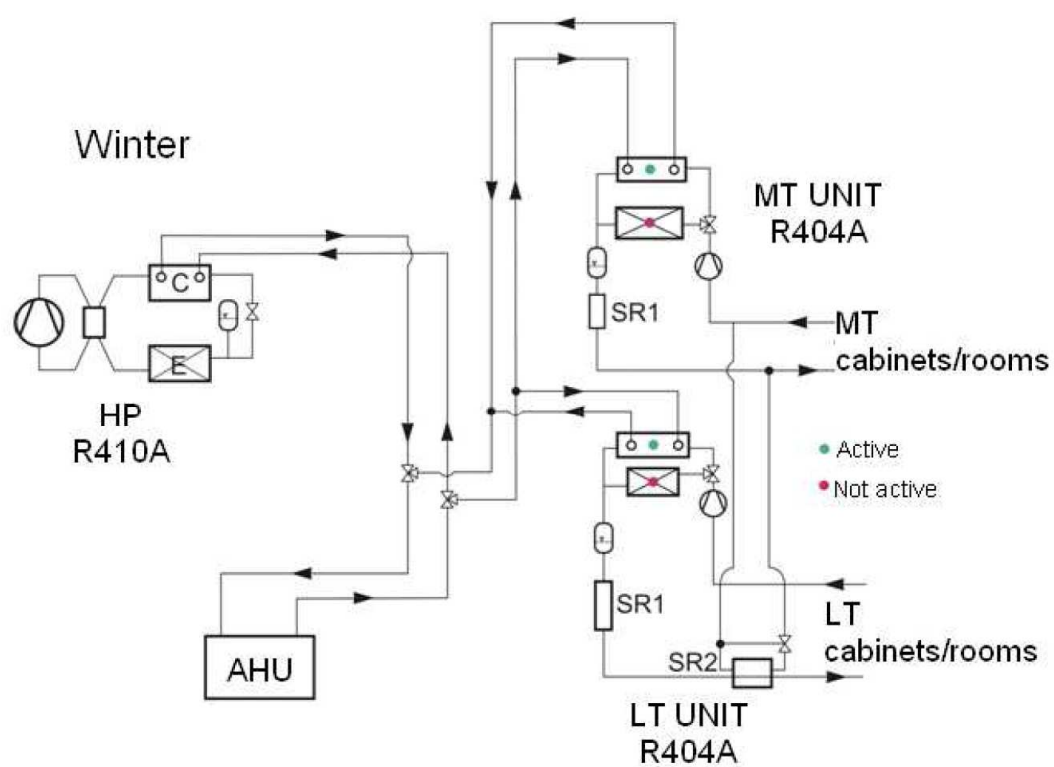 Winter
MT UNIT
R404A
C
SR1
MT
cabinets/rooms
E
HP
R410A
Active
Not active
SR1
LT
cabinets/rooms
SR2
AHU
LT UNIT
R404A